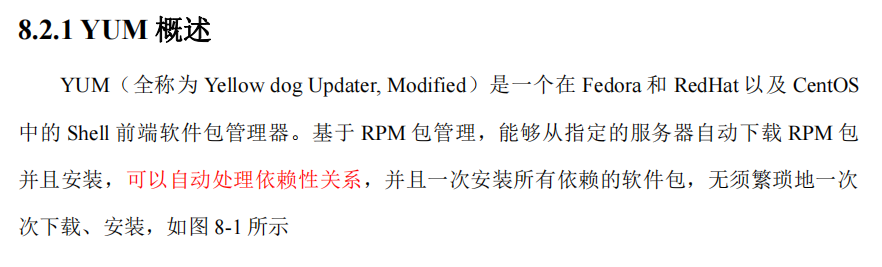 8.2.1 YUM 概述
YUM（全称为 Yellow dog Updater, Modified）是一个在 Fedora 和 RedHat 以及 CentOS
中的 Shell 前端软件包管理器。基于 RPM 包管理，能够从指定的服务器自动下载 RPM 包
并且安装，可以自动处理依赖性关系，并且一次安装所有依赖的软件包，无须繁琐地一次
次下载、安装，如图 8-1 所示